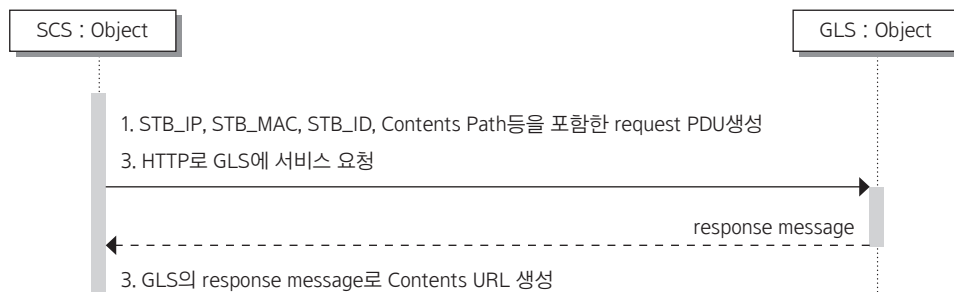 SCS : Object
GLS : Object
1. STB_IP, STB_MAC, STB_ID, Contents Path등을 포함한 request PDU생성
3. HTTP로 GLS에 서비스 요청
response message
3. GLS의 response message로 Contents URL 생성